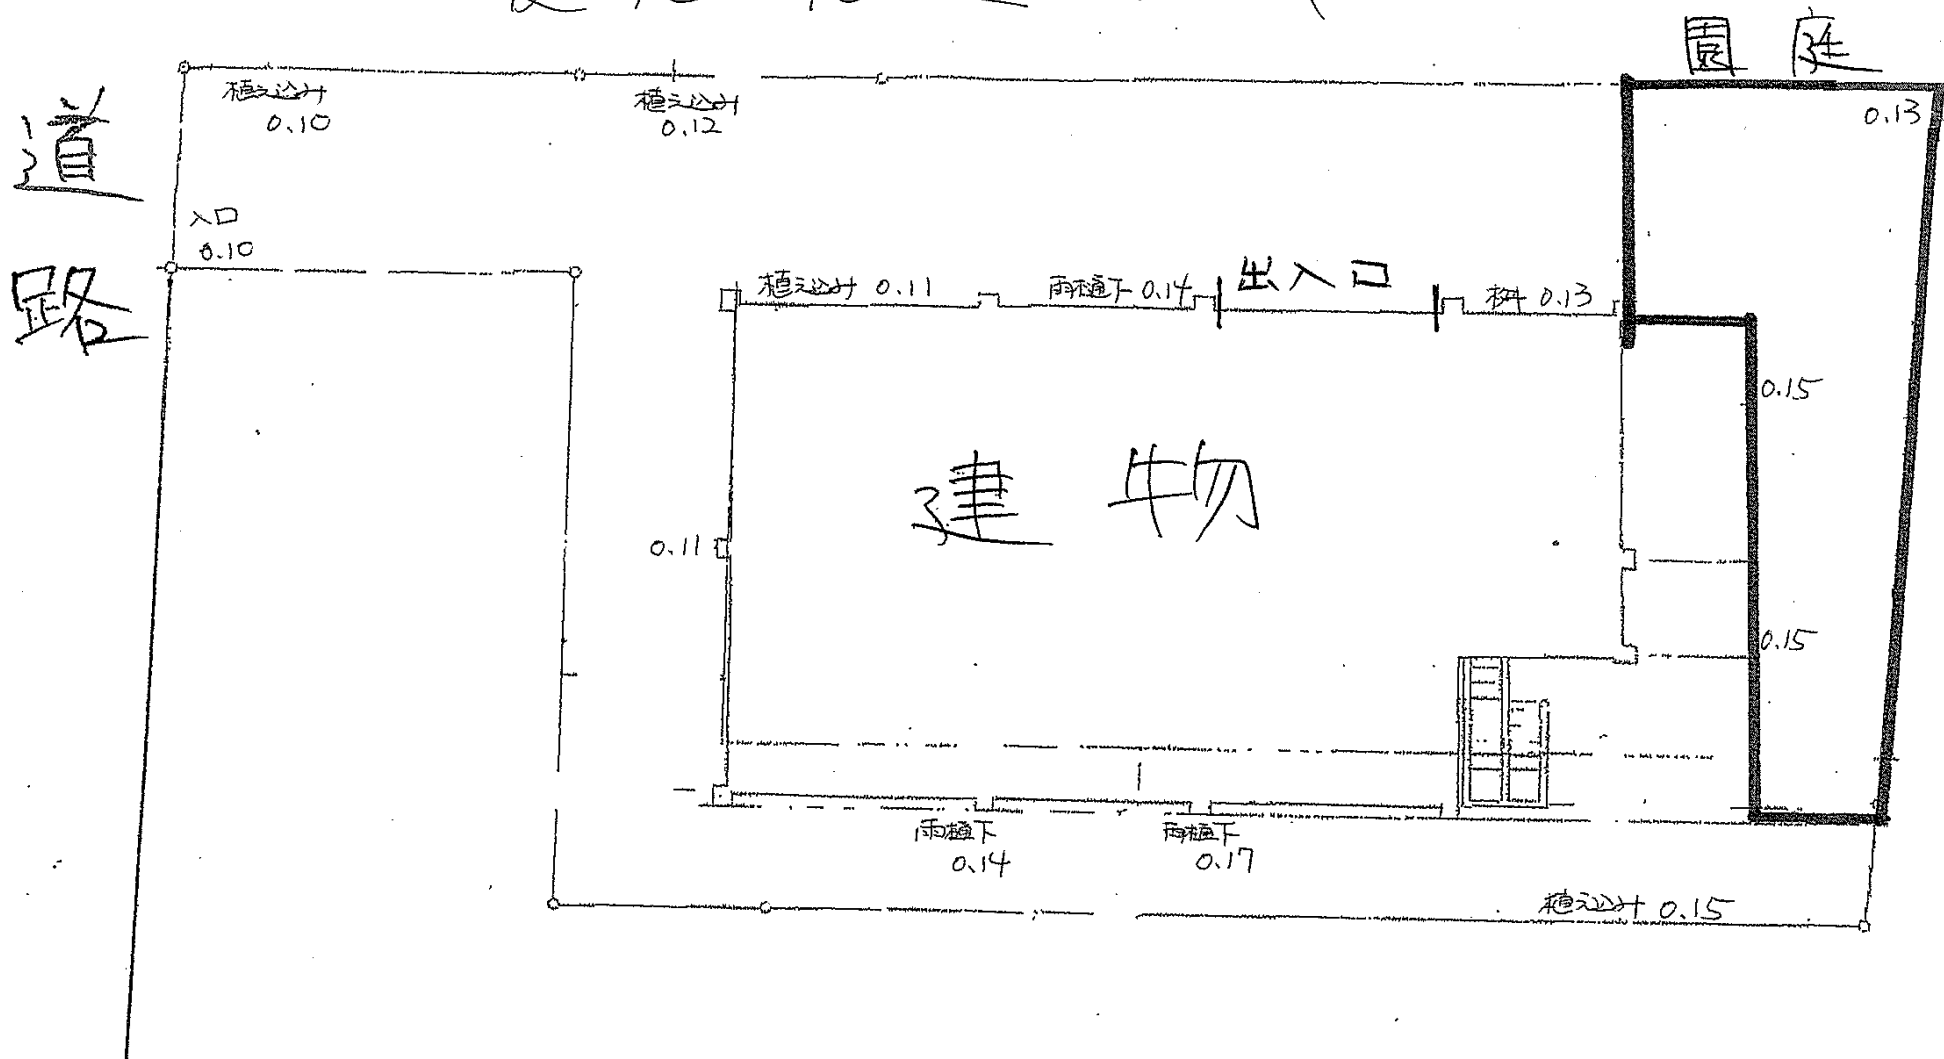 園庭
道路
植え込み
0.10
植え込み
0.12
0.13
入口
0.10
植え込み 0.11
雨樋下 0.14
出入口
桝 0.13
0.15
建物
0.11
0.15
雨樋下
0.14
雨樋下
0.17
植え込み 0.15